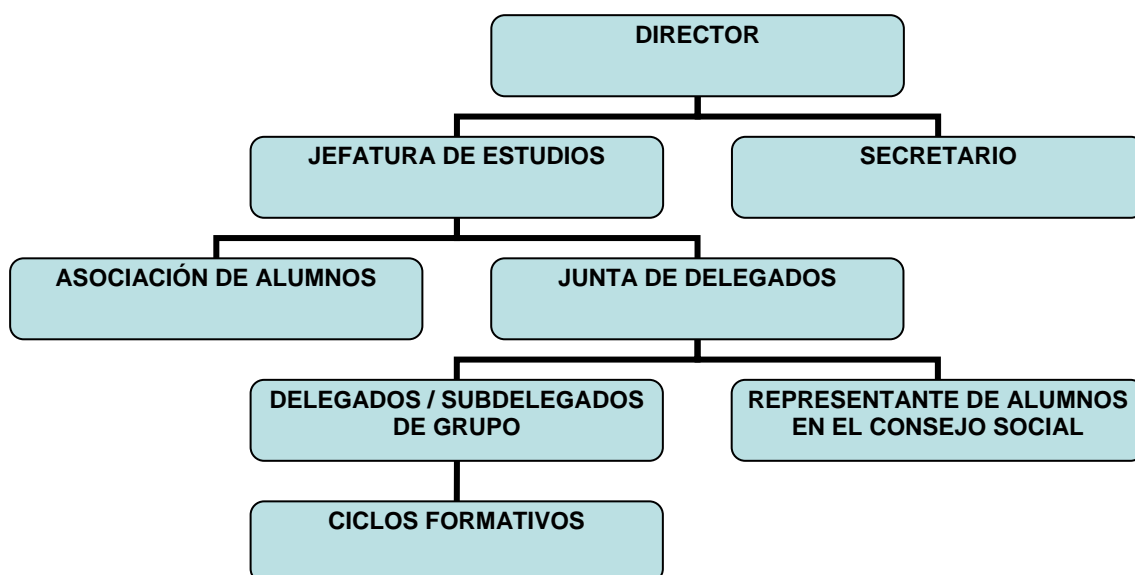 DIRECTOR
JEFATURA DE ESTUDIOS
SECRETARIO
ASOCIACIÓN DE ALUMNOS
JUNTA DE DELEGADOS
DELEGADOS / SUBDELEGADOS
DE GRUPO
REPRESENTANTE DE ALUMNOS
EN EL CONSEJO SOCIAL
CICLOS FORMATIVOS